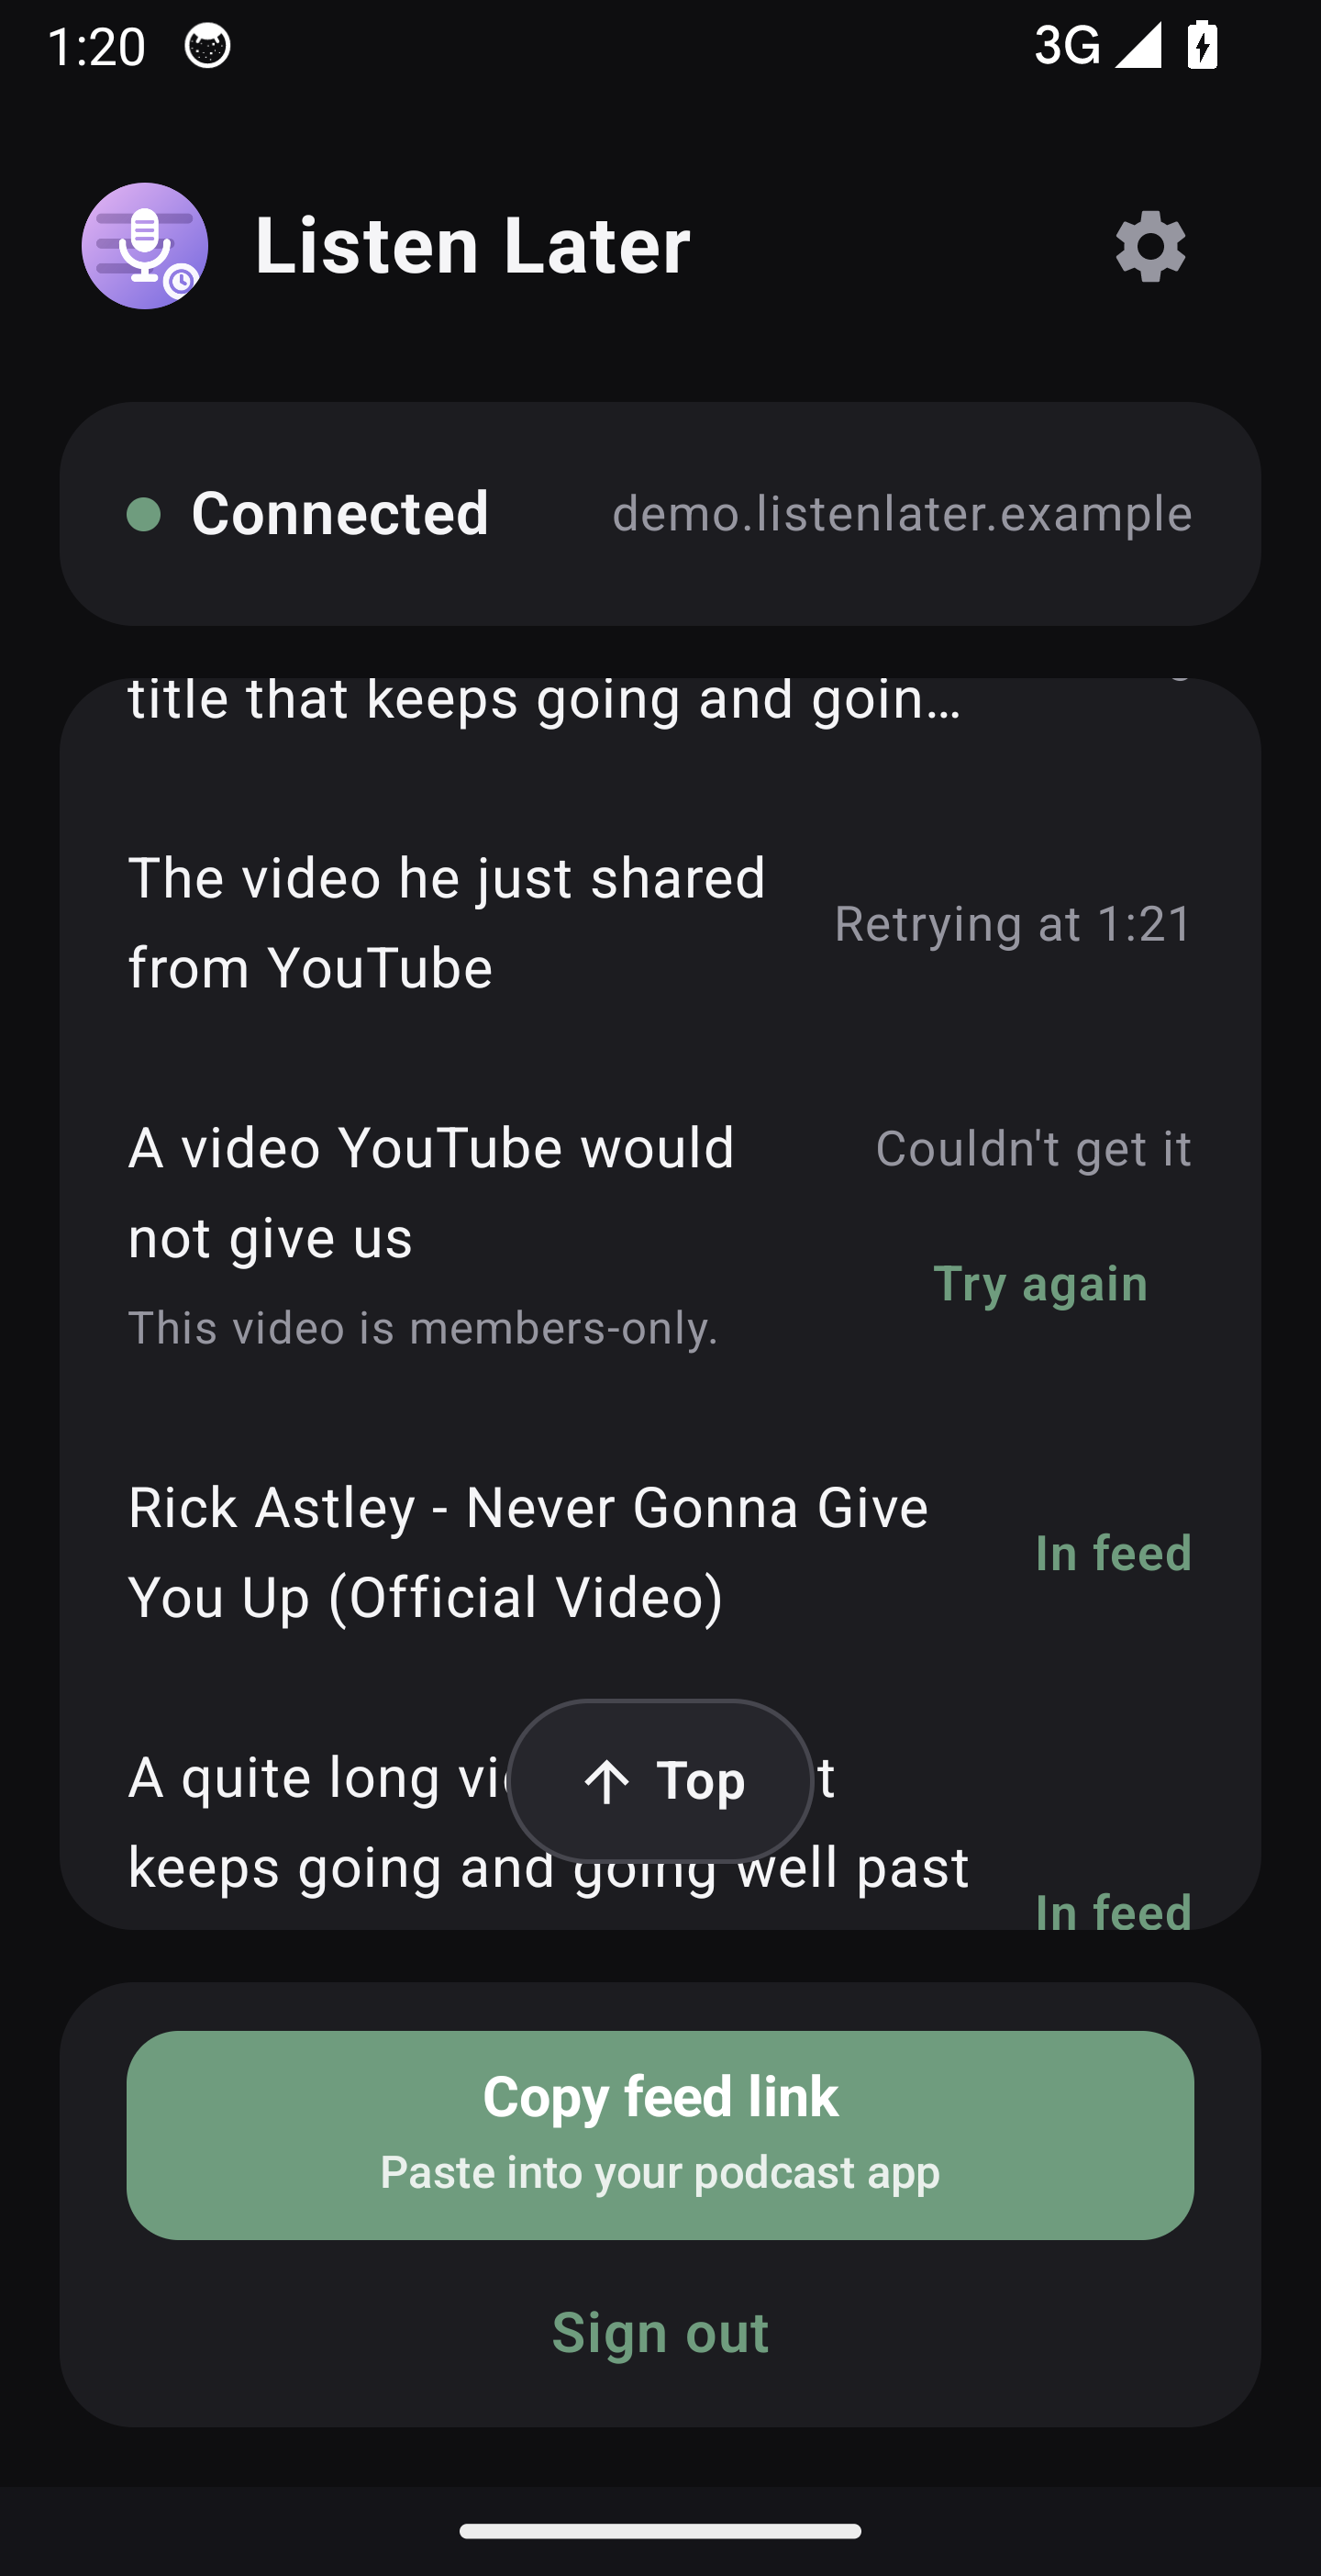 1:20
3G
Listen Later
Connected
demo.listenlater.example
title that keeps going and goin…
The video he just shared
from YouTube
Retrying at 1:21
A video YouTube would
not give us
This video is members-only.
Couldn't get it
Try again
Rick Astley - Never Gonna Give
You Up (Official Video)
In feed
A quite long
Top
keeps going and going well past
In feed
Copy feed link
Paste into your podcast app
Sign out